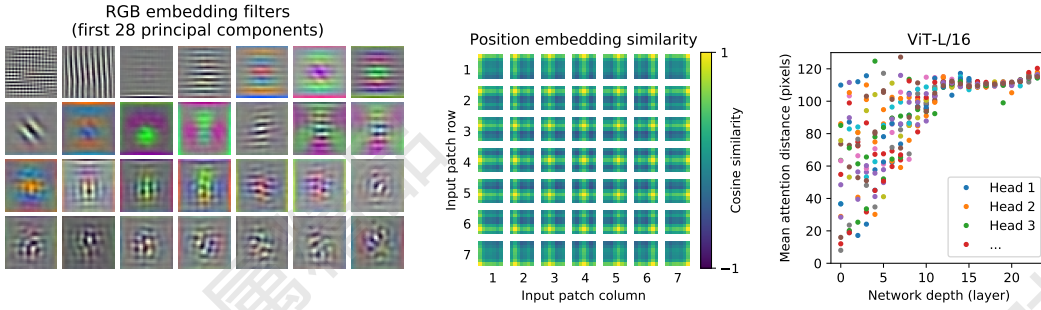 RGB embedding filters
(first 28 principal components)
Position embedding similarity
1
2
3
4
5
6
7
Input patch row
1 2 3 4 5 6 7
Input patch column
1
−1
Cosine similarity
ViT-L/16
120
100
80
60
40
20
0
Mean attention distance (pixels)
0 5 10 15 20
Network depth (layer)
Head 1
Head 2
Head 3
...